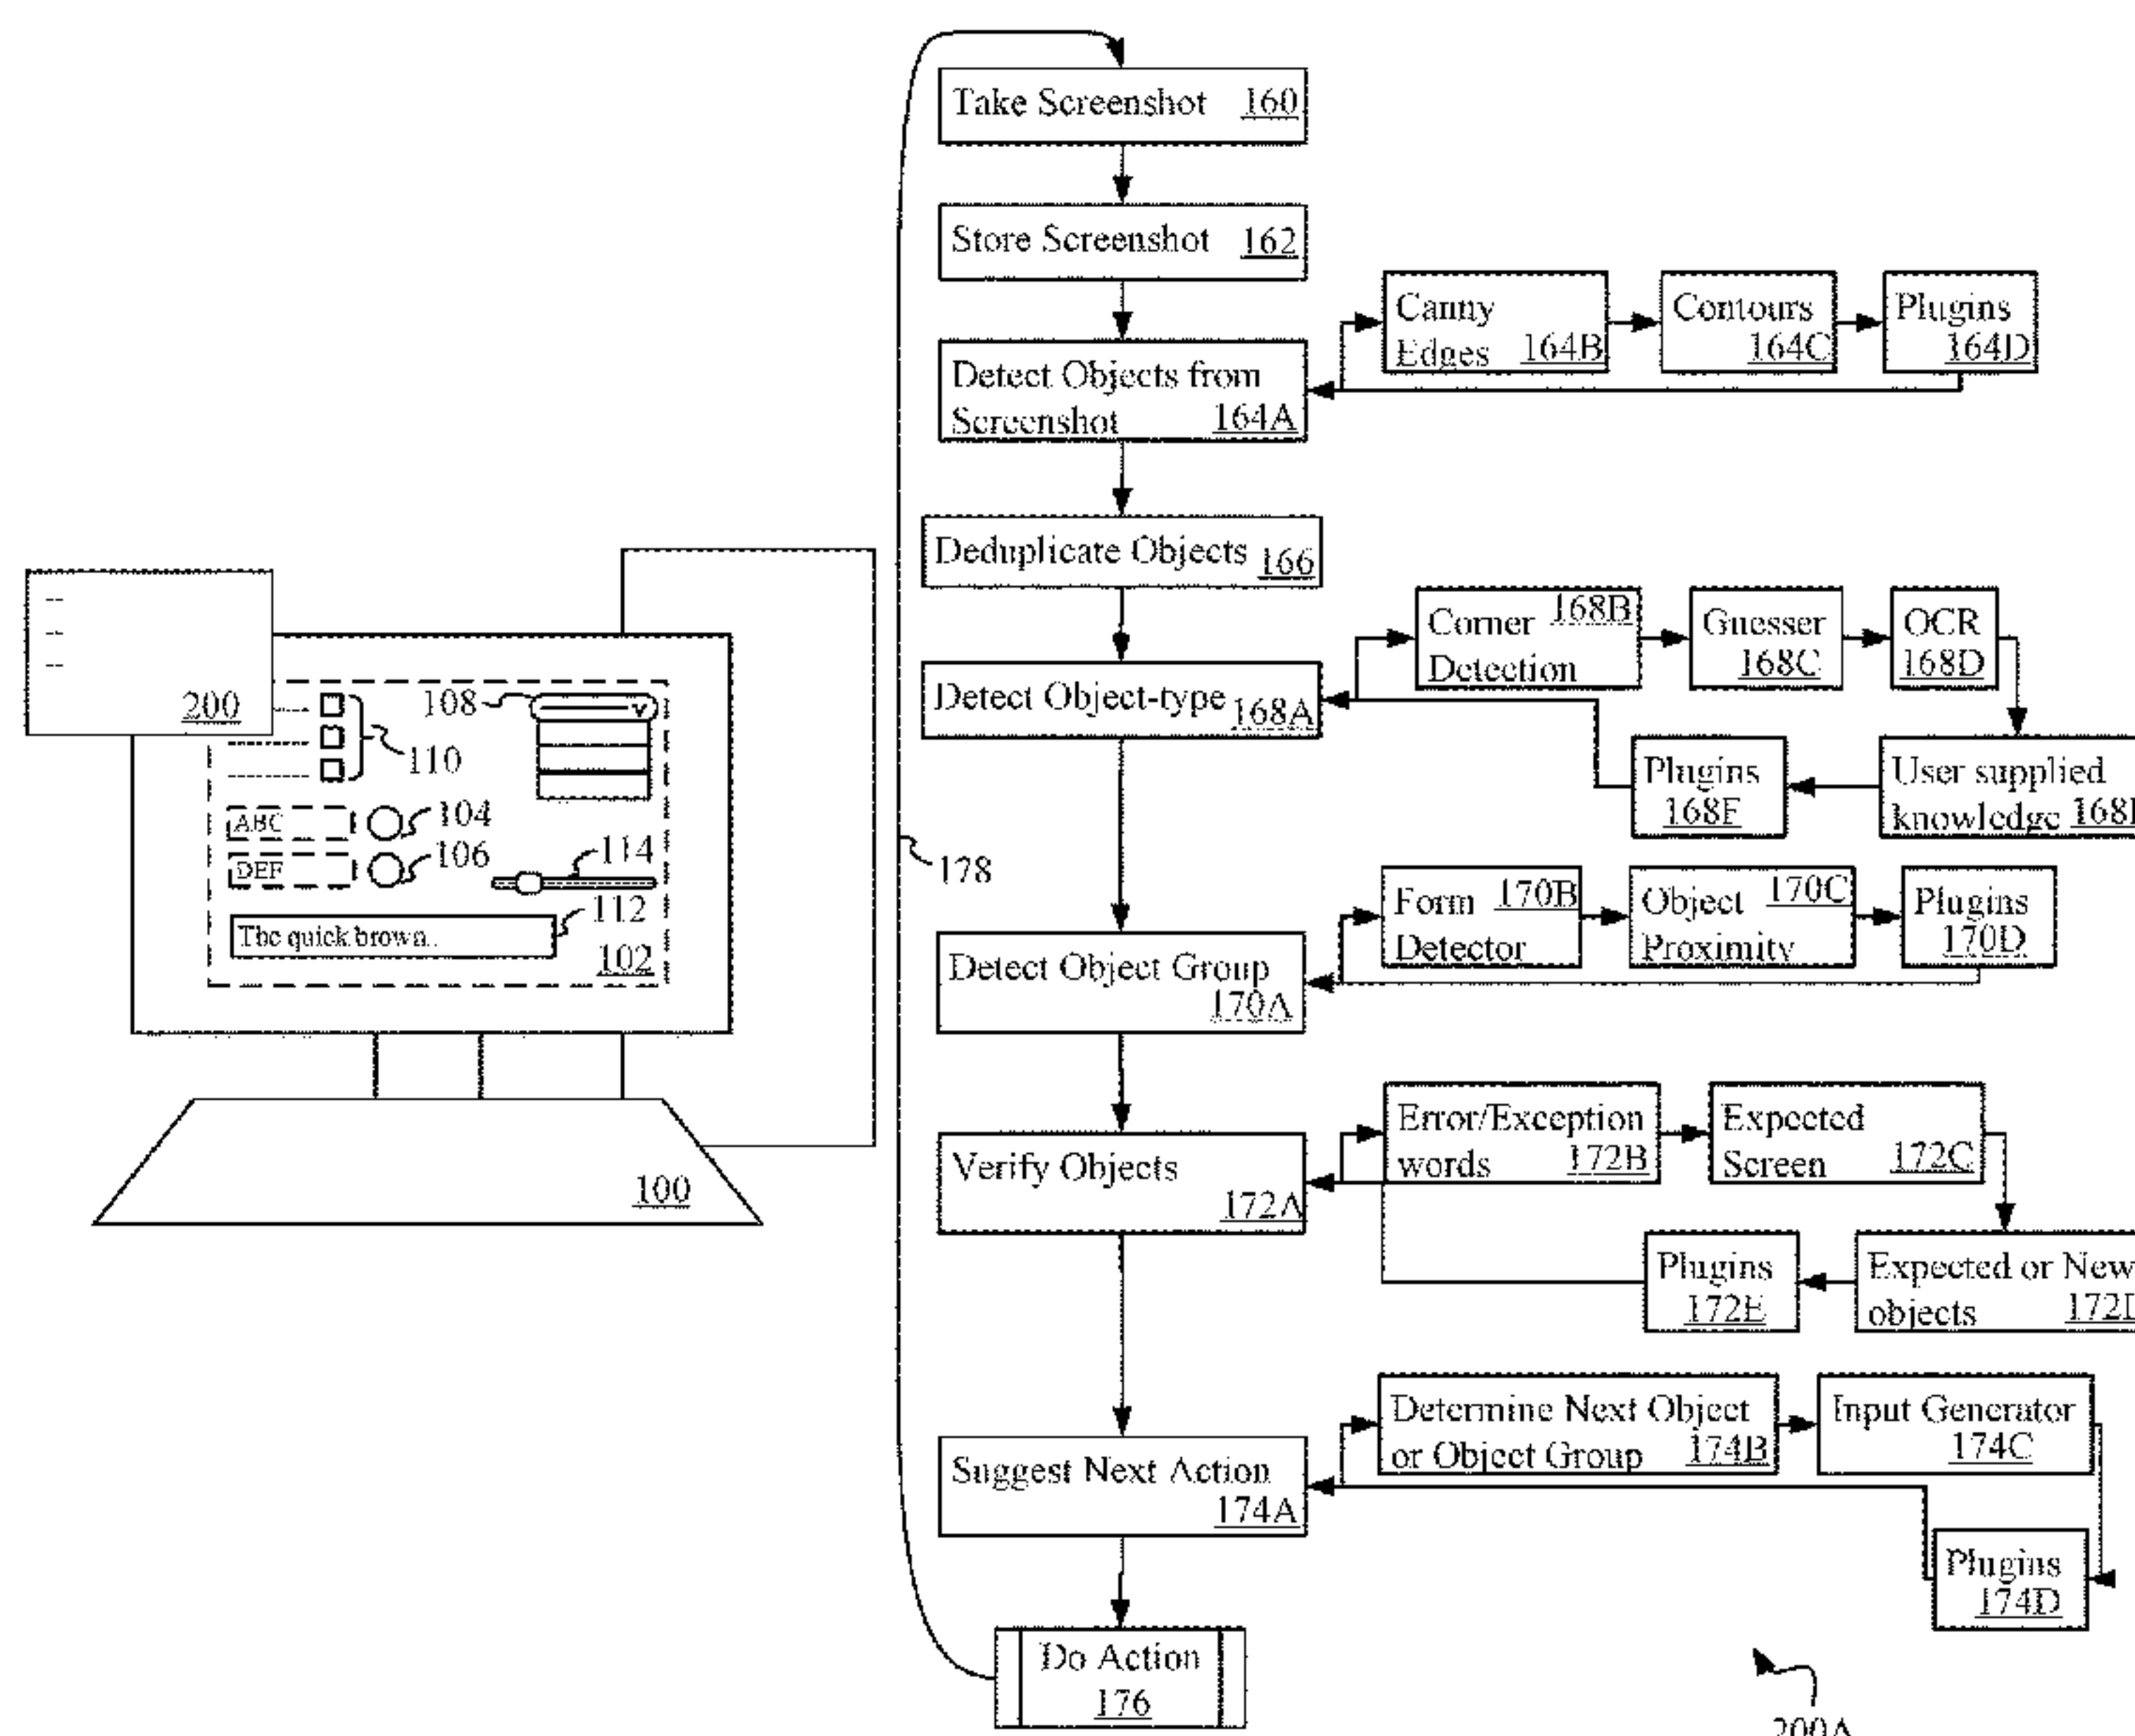 Take Screenshot 160
Store Screenshot 162
Detect Objects from
Screenshot 164A
Canny
Edges 164B
Contours
164C
Plugins
164D
Deduplicate Objects 166
Detect Object-type 168A
Corner 168B
Detection
Guesser
168C
OCR
168D
User supplied
knowledge
Plugins
168F
Detect Object Group
170A
Form 170B
Detector
Object 170C
Proximity
Plugins
170D
Verify Objects
172A
Error/Exception
words 172B
Expected
Screen 172C
Expected or New
objects
Plugins
172E
Suggest Next Action
174A
Determine Next Object
or Object Group 174B
Input Generator
174C
Plugins
174D
Do Action
176
178
200A
200
108
110
ABC
104
DEF
106
114
112
The quick brown..
102
100